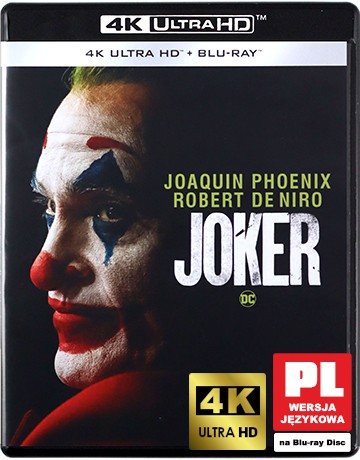 4K ULTRA HD™
4K ULTRA HD™ + BLU-RAY™
JOAQUIN PHOENIX
ROBERT DE NIRO
JOKER
DC
4K
ULTRA HD
PL
WERSJA
JĘZYKOWA
na Blu-ray Disc